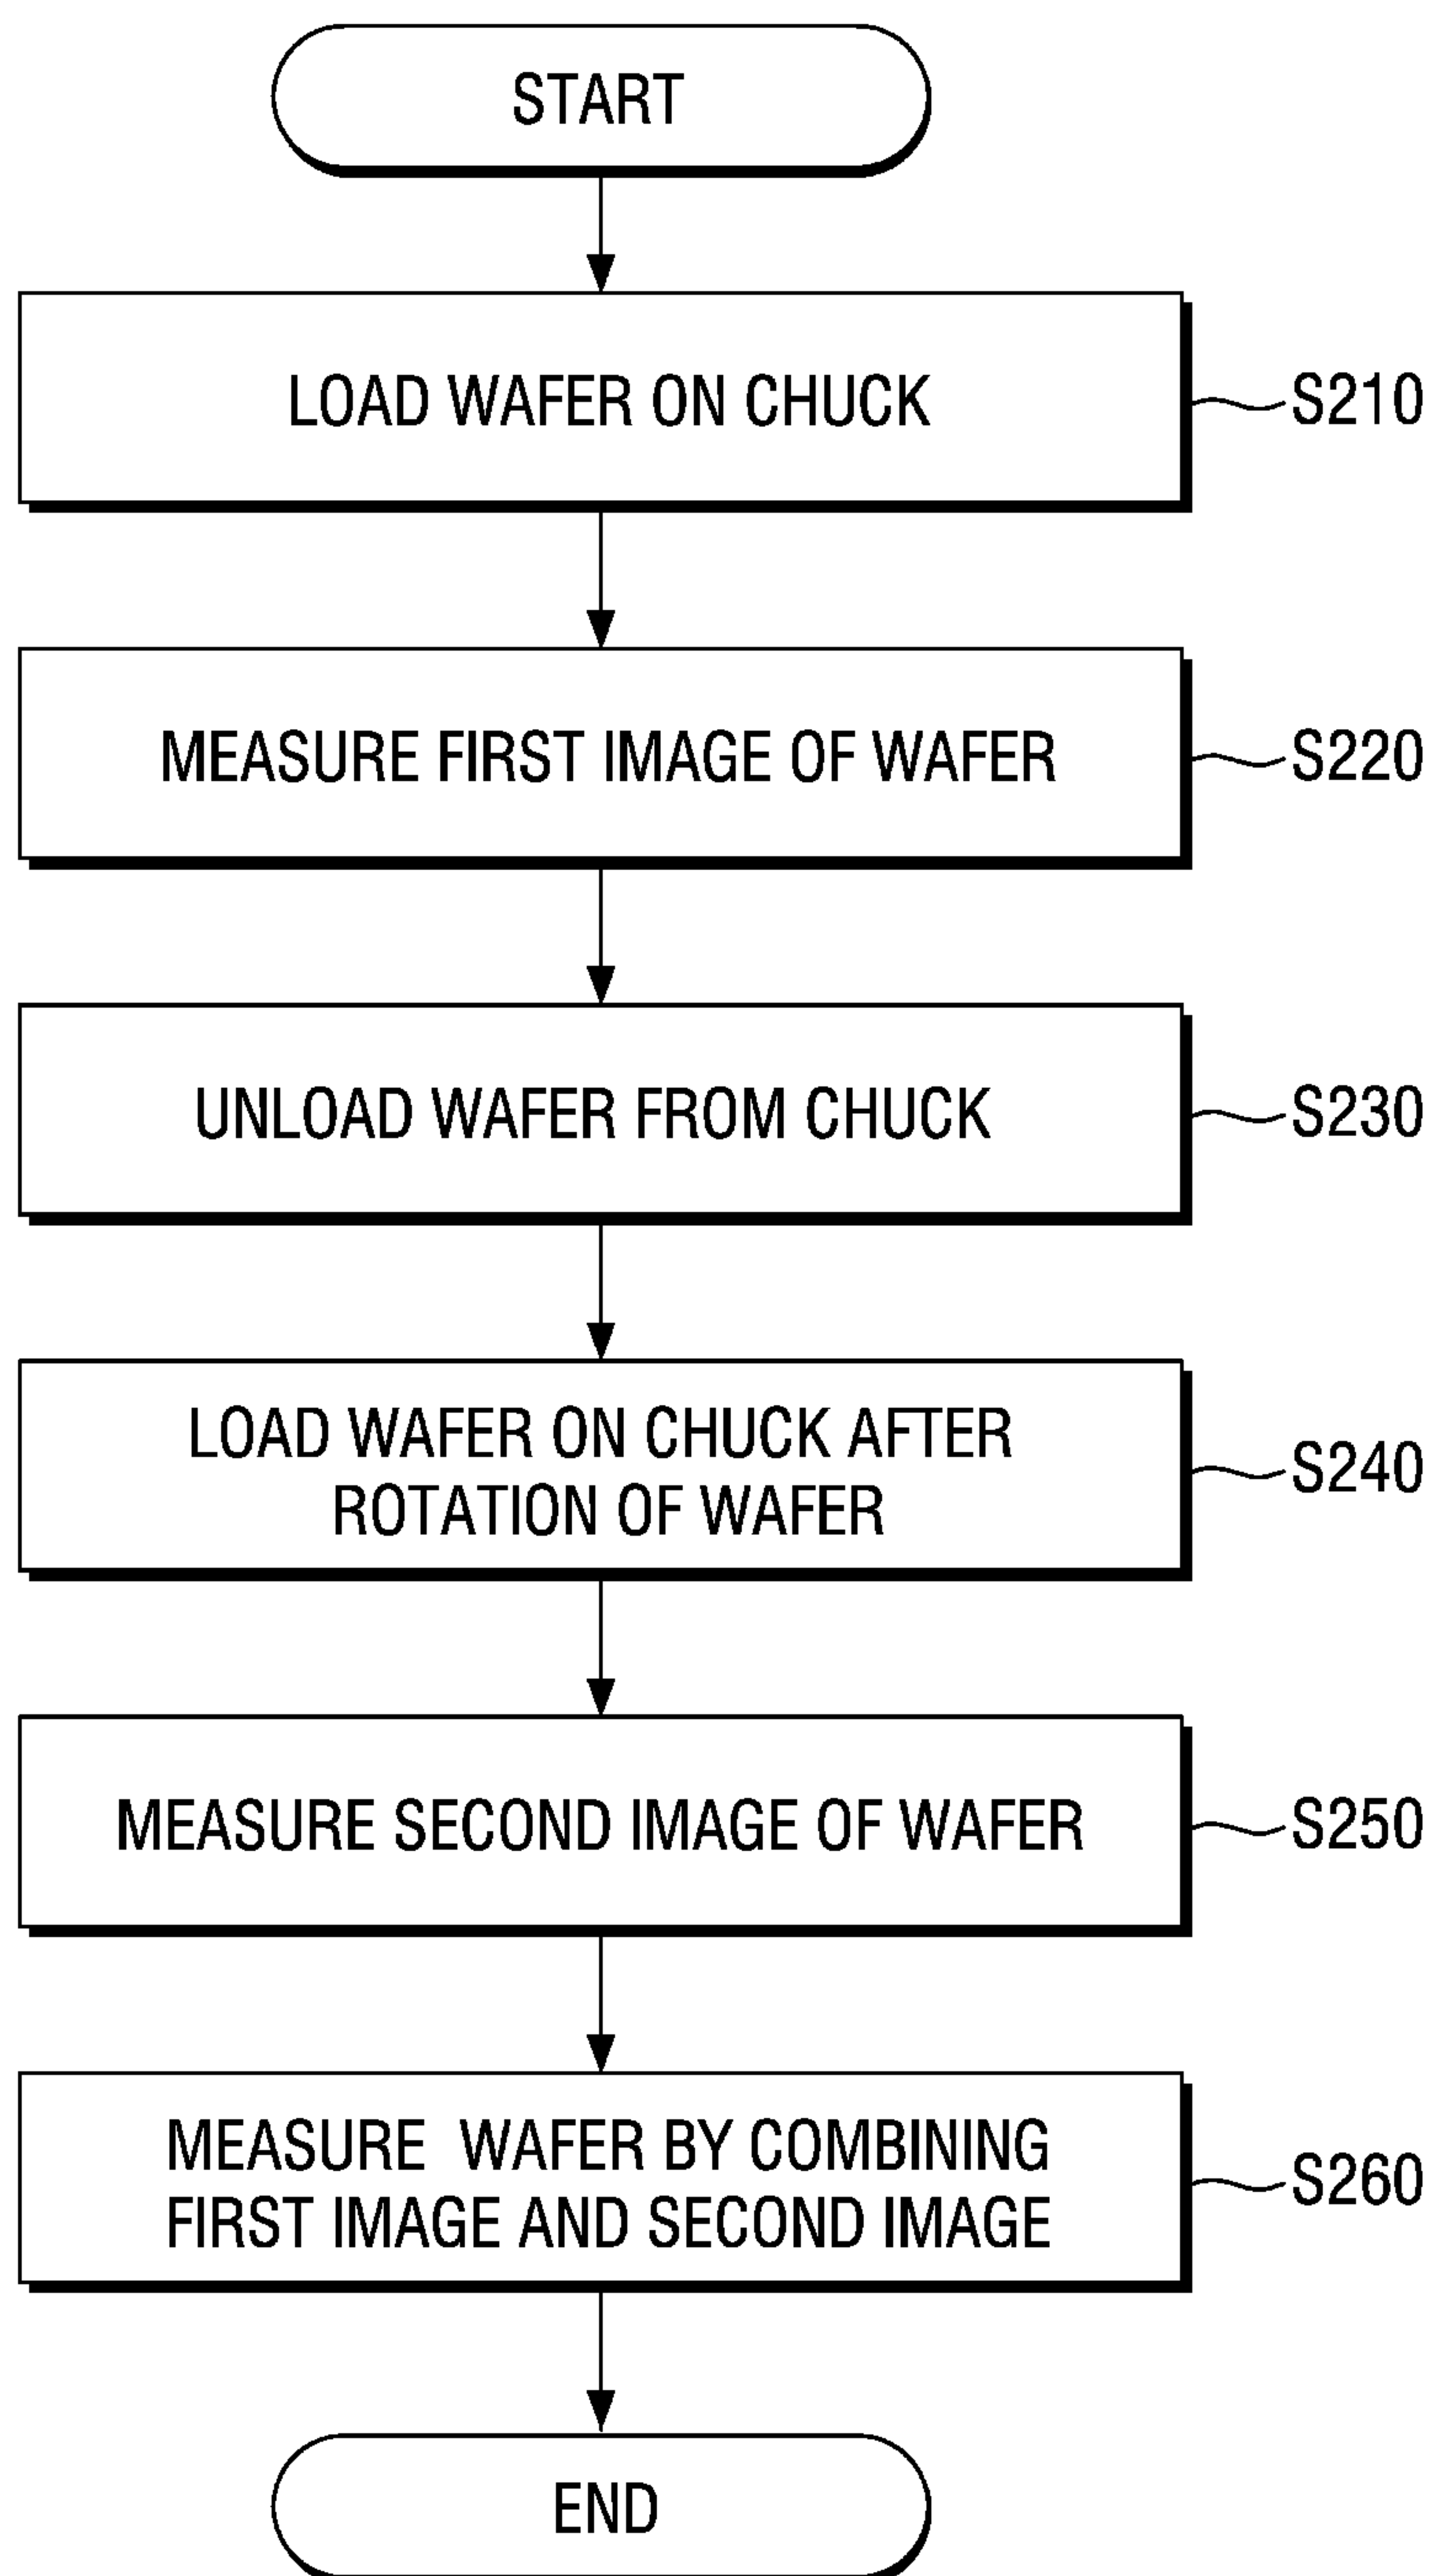 START
LOAD WAFER ON CHUCK
S210
MEASURE FIRST IMAGE OF WAFER
S220
UNLOAD WAFER FROM CHUCK
S230
LOAD WAFER ON CHUCK AFTER
ROTATION OF WAFER
S240
MEASURE SECOND IMAGE OF WAFER
S250
MEASURE WAFER BY COMBINING
FIRST IMAGE AND SECOND IMAGE
S260
END